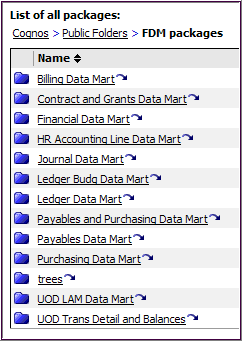 List of all packages:
Cognos > Public Folders > FDM packages
Name
Billing Data Mart
Contract and Grants Data Mart
Financial Data Mart
HR Accounting Line Data Mart
Journal Data Mart
Ledger Budg Data Mart
Ledger Data Mart
Payables and Purchasing Data Mart
Payables Data Mart
Purchasing Data Mart
trees
UOD LAM Data Mart
UOD Trans Detail and Balances